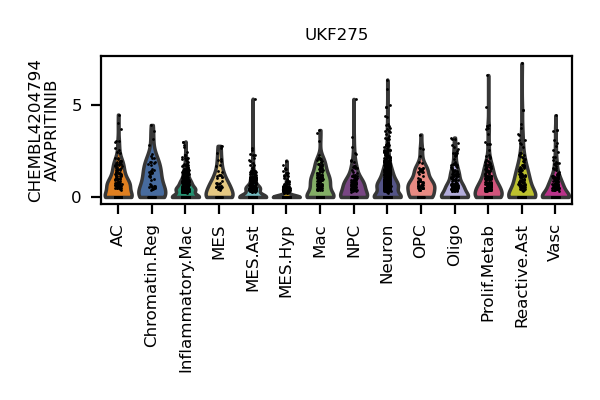 UKF275
CHEMBL4204794
AVAPRITINIB
5
0
AC
Chromatin.Reg
Inflammatory.Mac
MES
MES.Ast
MES.Hyp
Mac
NPC
Neuron
OPC
Oligo
Prolif.Metab
Reactive.Ast
Vasc